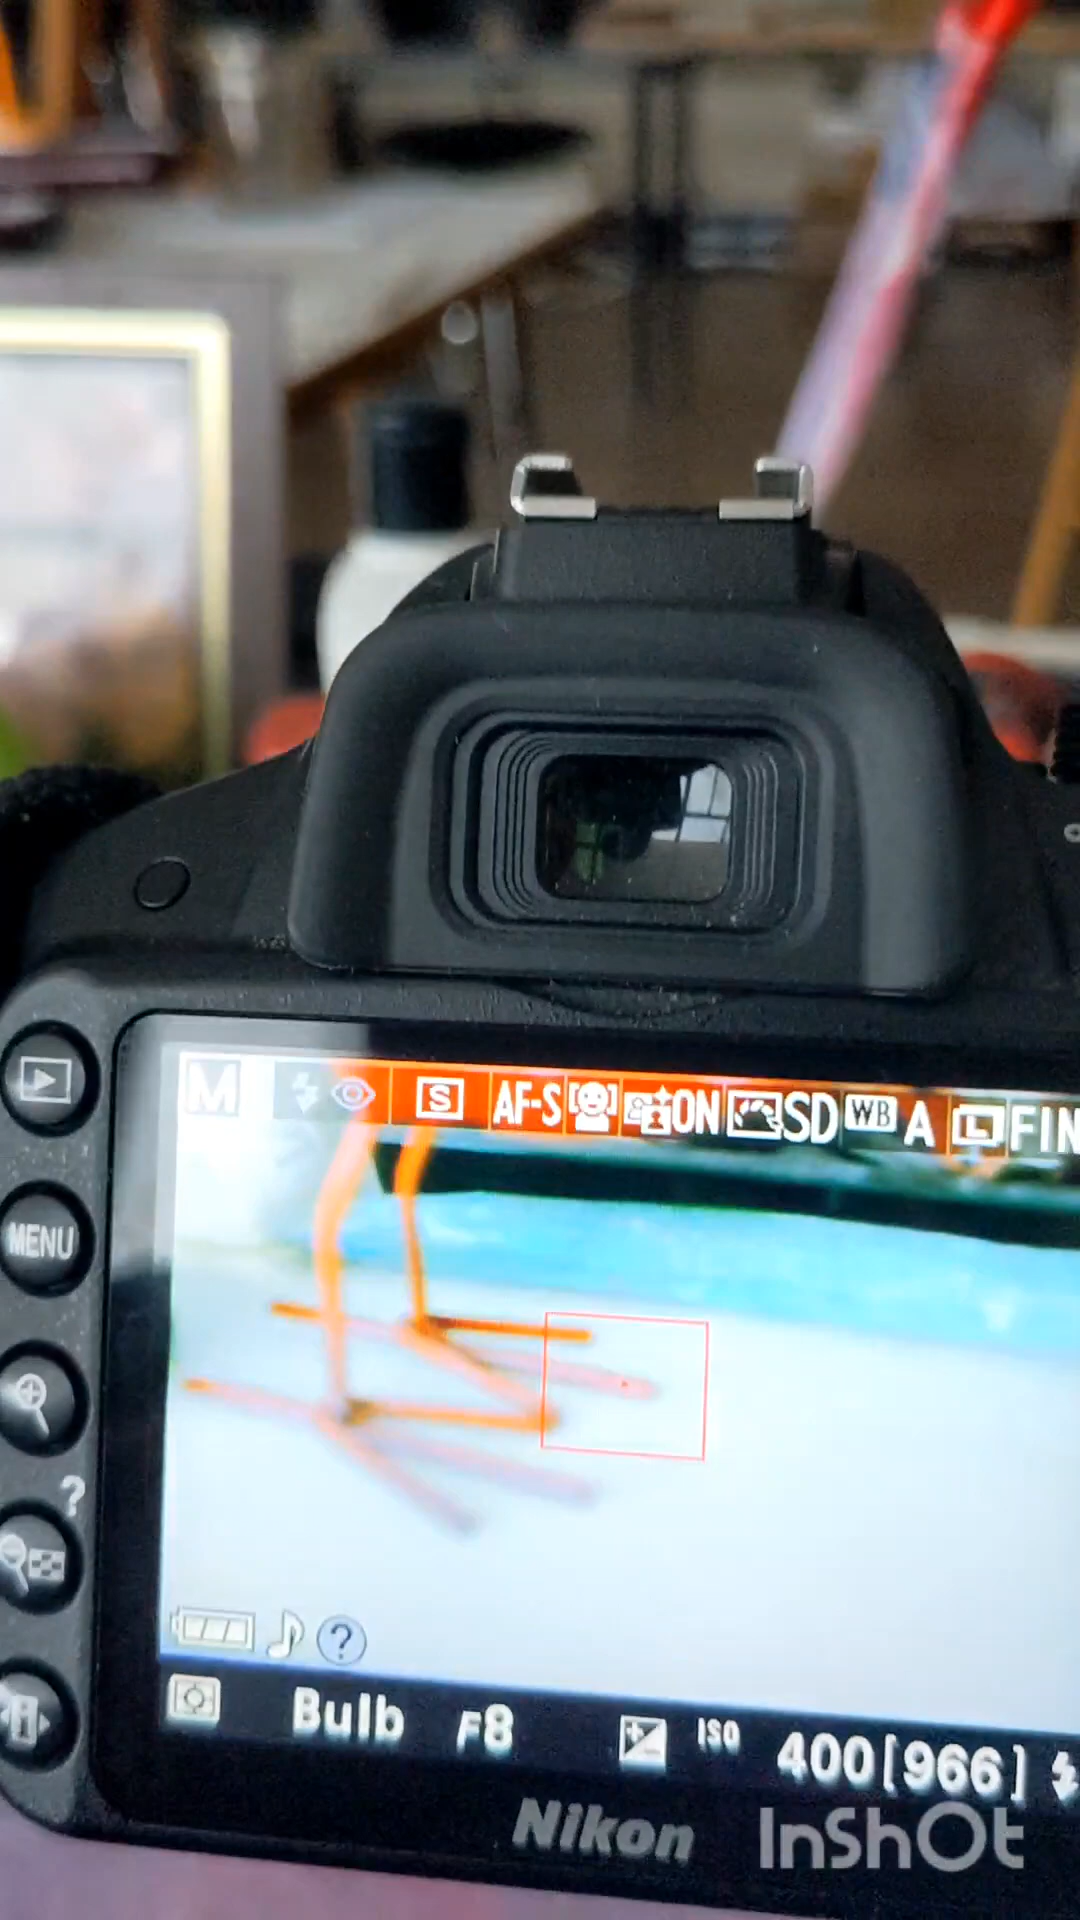 M S AF-S ON SD WB A L FIN
MENU
?
?
i
Bulb F8 ISO 400[966]
Nikon
InShOt